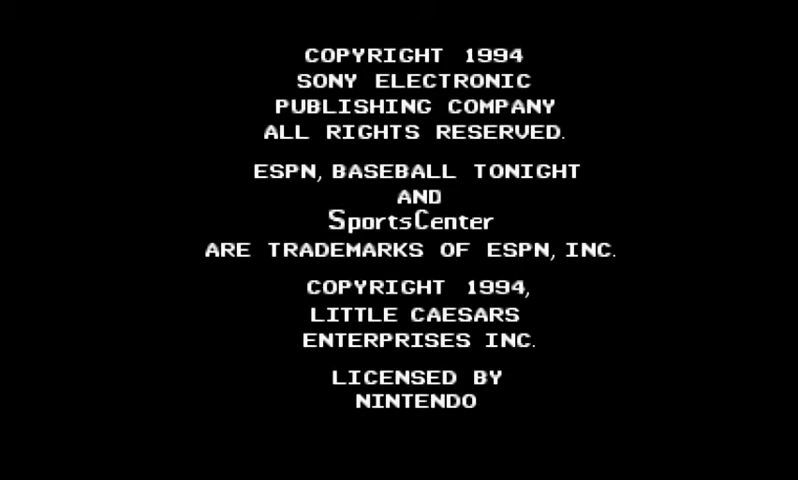 COPYRIGHT 1994
SONY ELECTRONIC
PUBLISHING COMPANY
ALL RIGHTS RESERVED.
ESPN, BASEBALL TONIGHT
AND
SportsCenter
ARE TRADEMARKS OF ESPN, INC.
COPYRIGHT 1994,
LITTLE CAESARS
ENTERPRISES INC.
LICENSED BY
NINTENDO